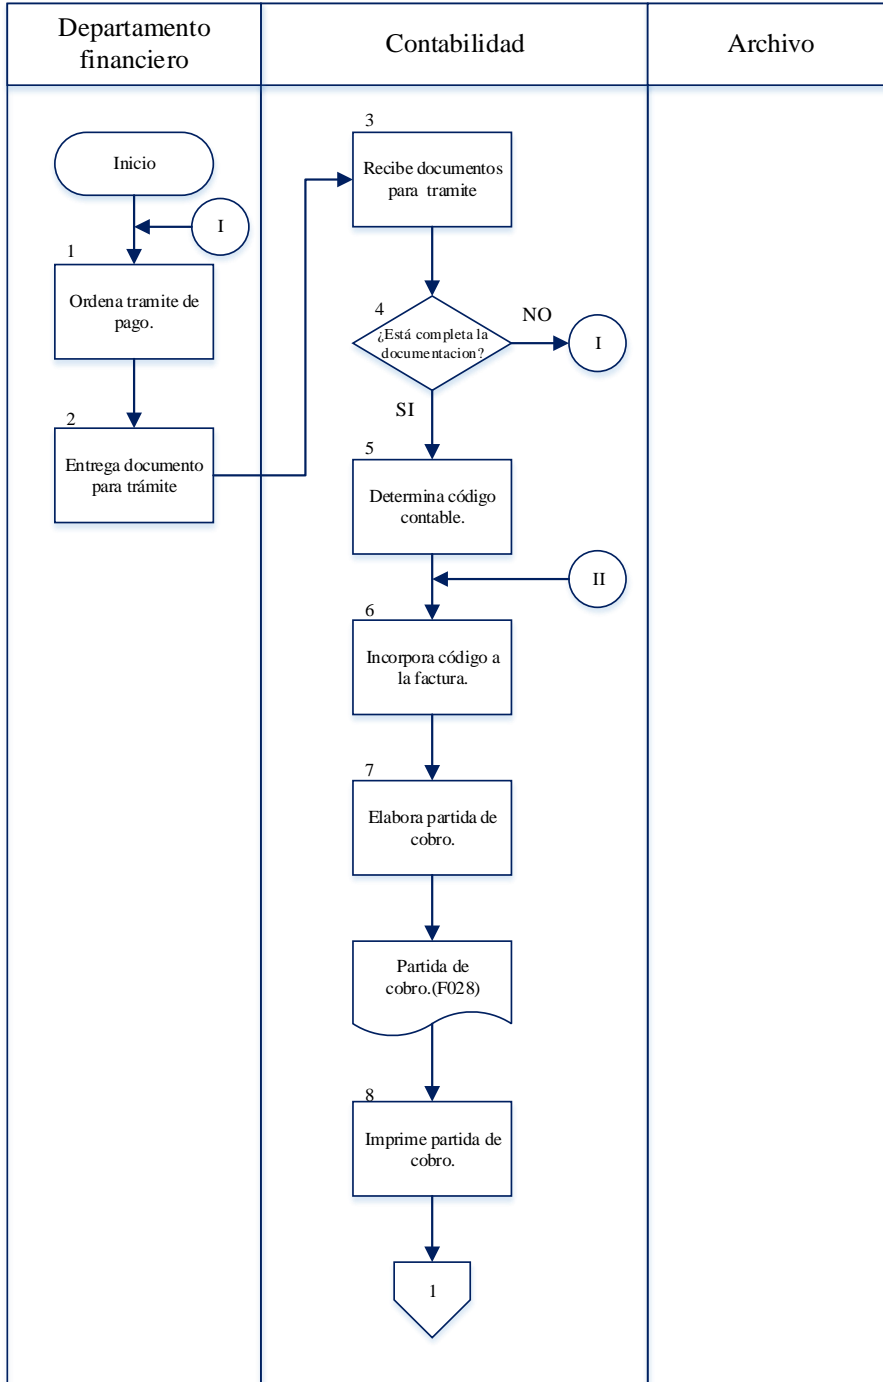 Departamento
financiero
Contabilidad
Archivo
Inicio
I
1
Ordena tramite de
pago.
2
Entrega documento
para trámite
3
Recibe documentos
para tramite
4
¿Está completa la
documentacion?
NO
I
SI
5
Determina código
contable.
II
6
Incorpora código a
la factura.
7
Elabora partida de
cobro.
Partida de
cobro.(F028)
8
Imprime partida de
cobro.
1